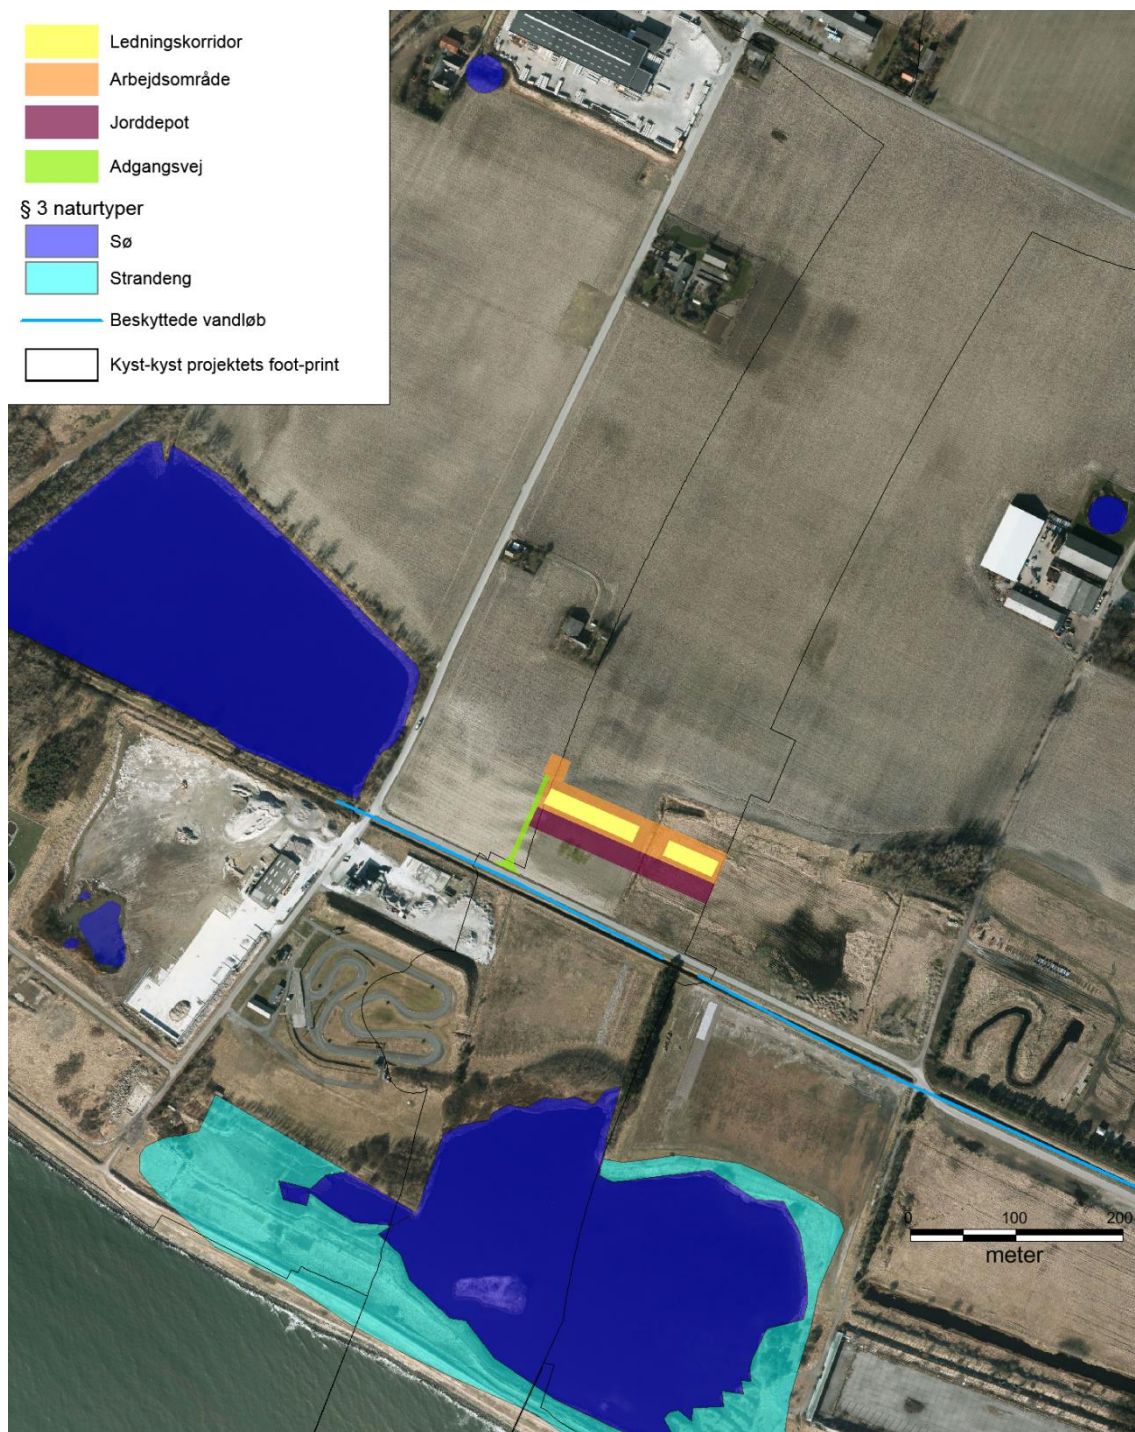 Ledningskorridor
Arbejdsområde
Jorddepot
Adgangsvej
§ 3 naturtyper
Sø
Strandeng
Beskyttede vandløb
Kyst-kyst projektets foot-print
0 100 200
meter